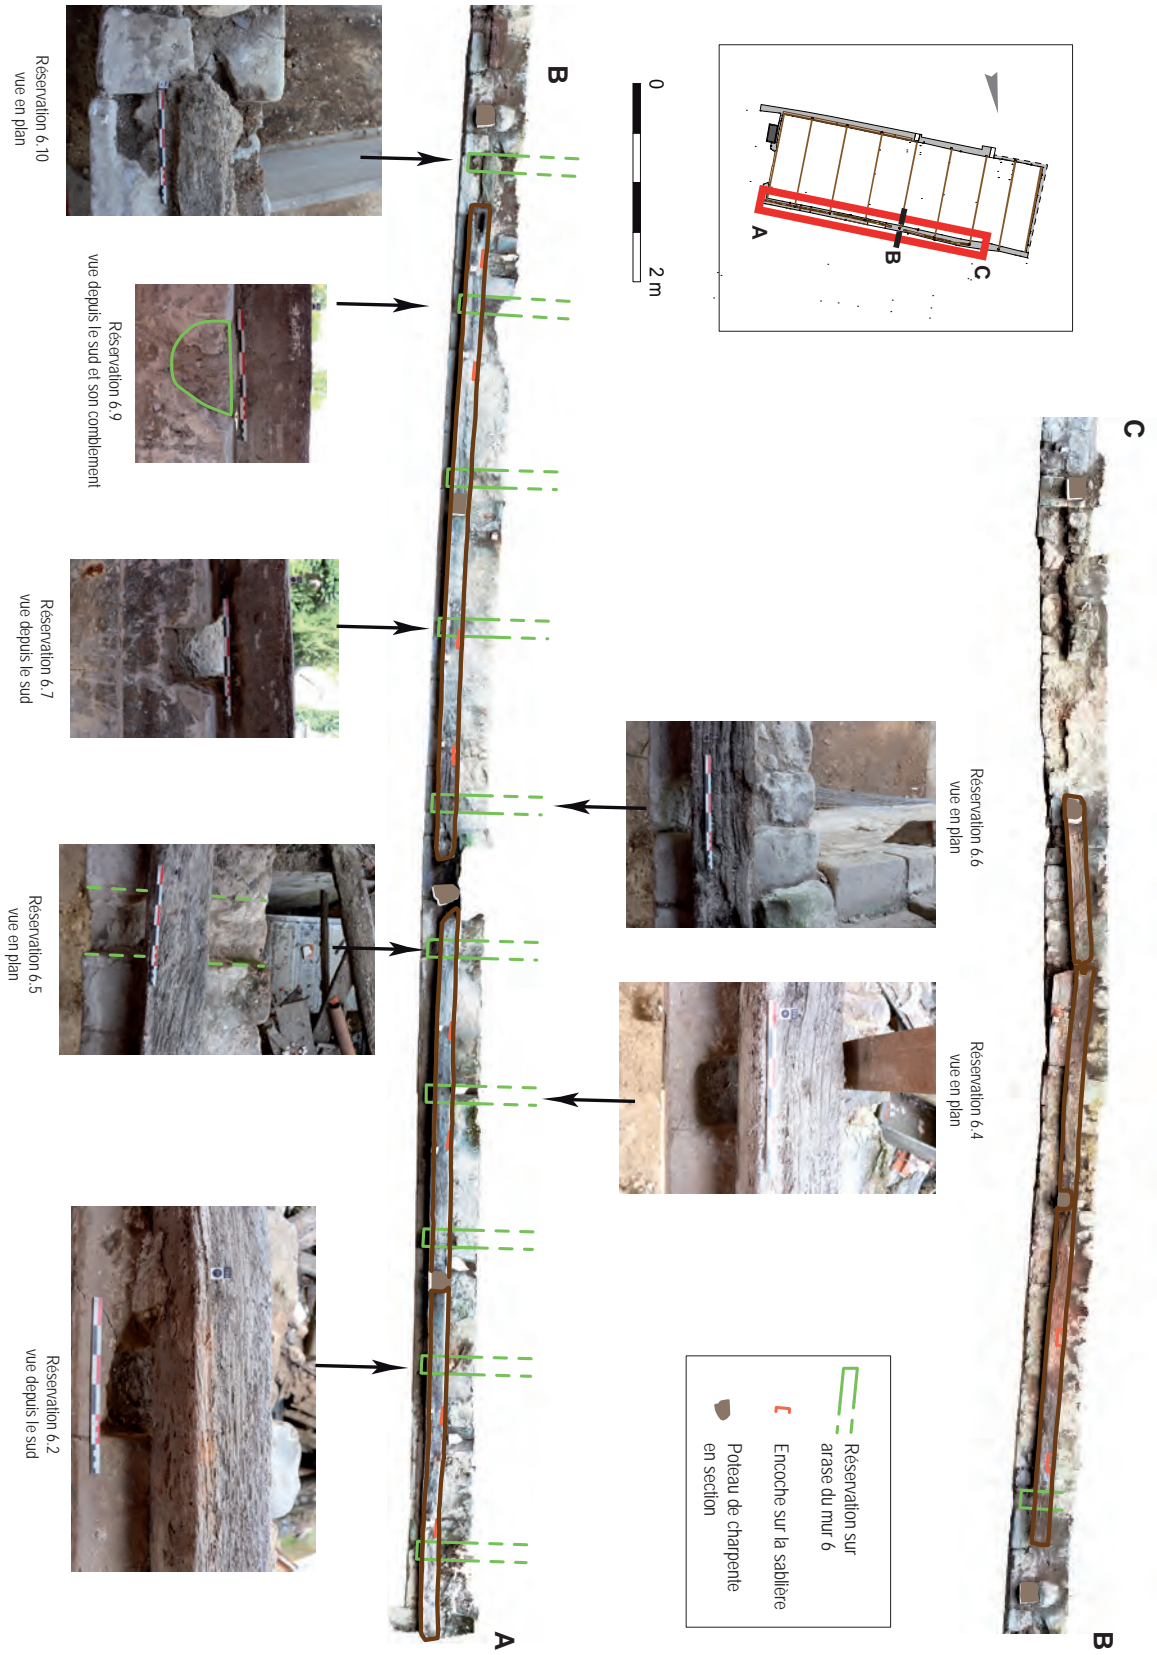 A
B
C
0
2 m
C
B
B
A
Réservation 6.10
vue en plan
Réservation 6.9
vue depuis le sud et son comblement
Réservation 6.7
vue depuis le sud
Réservation 6.6
vue en plan
Réservation 6.5
vue en plan
Réservation 6.4
vue en plan
Réservation 6.2
vue depuis le sud
Réservation sur
arase du mur 6
Encoche sur la sablière
Poteau de charpente
en section